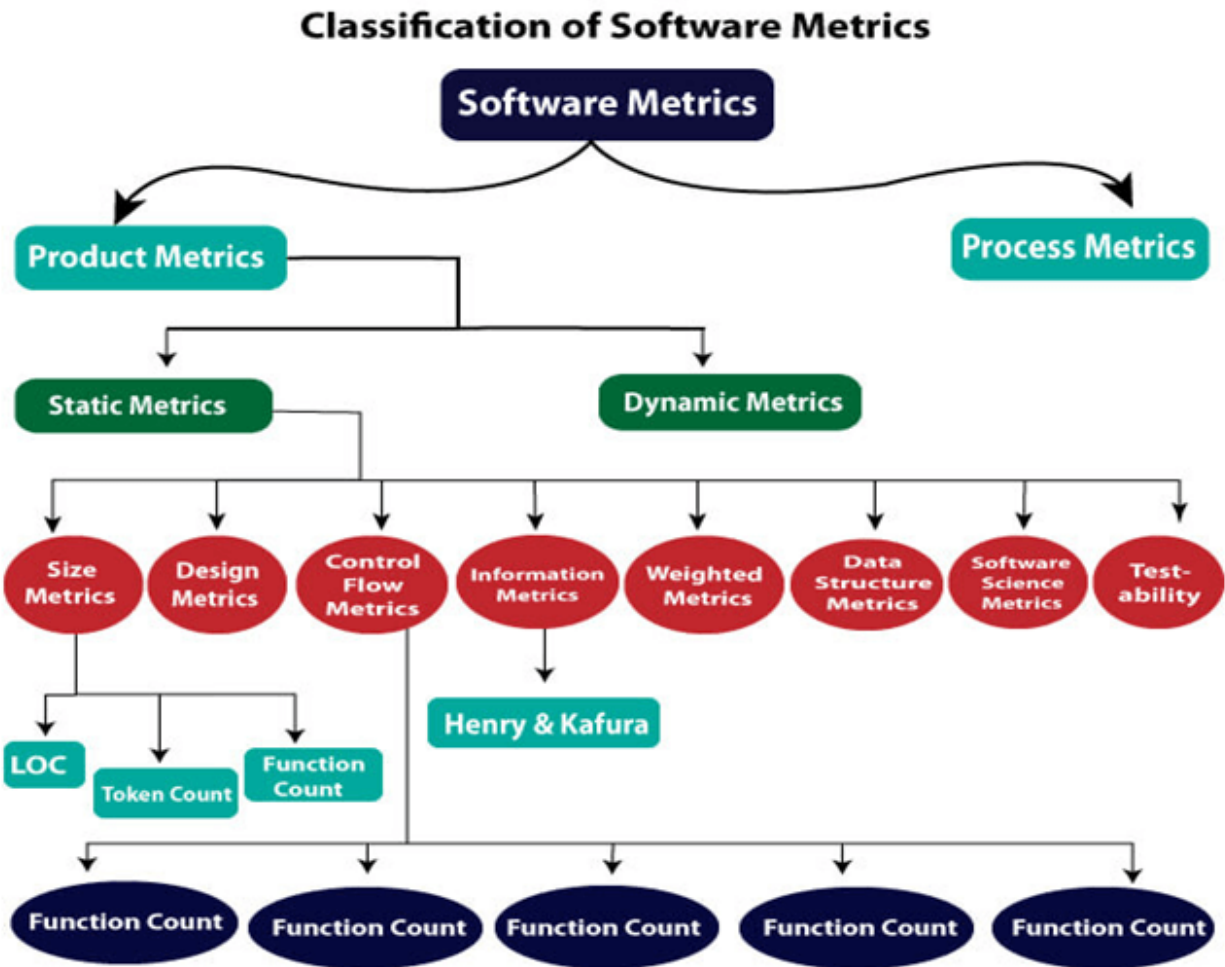 Classification of Software Metrics
Software Metrics
Product Metrics
Process Metrics
Static Metrics
Dynamic Metrics
Size
Metrics
Design
Metrics
Control
Flow
Metrics
Information
Metrics
Weighted
Metrics
Data
Structure
Metrics
Software
Science
Metrics
Test-
ability
LOC
Token Count
Function
Count
Henry & Kafura
Function Count
Function Count
Function Count
Function Count
Function Count